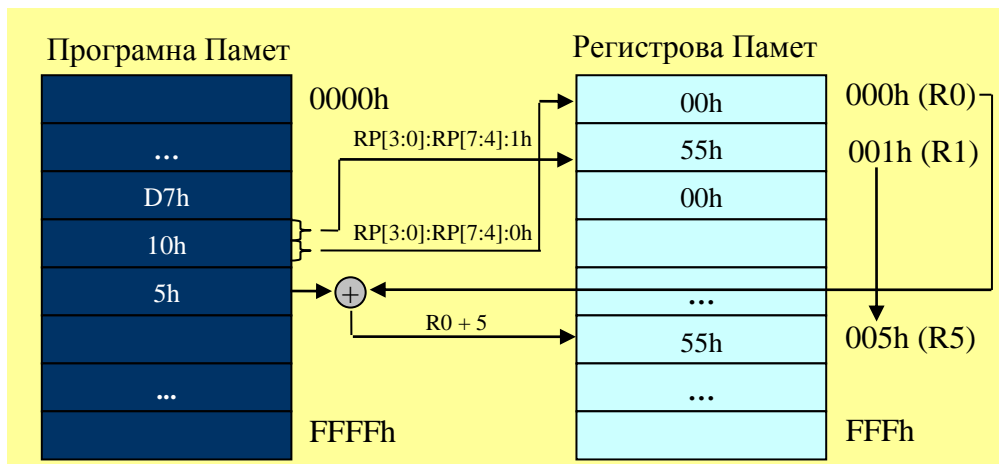 Програмна Памет
Регистрова Памет
0000h
00h
000h (R0)
RP[3:0]:RP[7:4]:1h
...
55h
001h (R1)
D7h
00h
RP[3:0]:RP[7:4]:0h
10h
5h
+
...
R0 + 5
55h
005h (R5)
...
...
FFFFh
FFFh